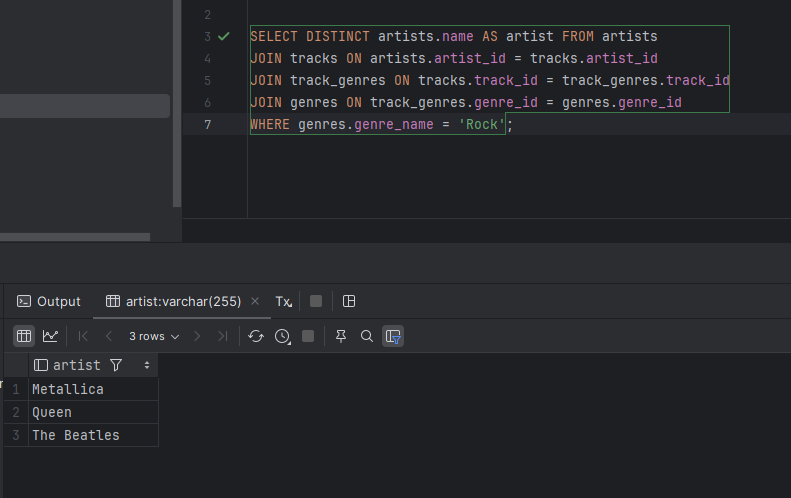 2
3 SELECT DISTINCT artists.name AS artist FROM artists
4 JOIN tracks ON artists.artist_id = tracks.artist_id
5 JOIN track_genres ON tracks.track_id = track_genres.track_id
6 JOIN genres ON track_genres.genre_id = genres.genre_id
7 WHERE genres.genre_name = 'Rock';
Output artist:varchar(255) Tx
3 rows
artist
1 Metallica
2 Queen
3 The Beatles